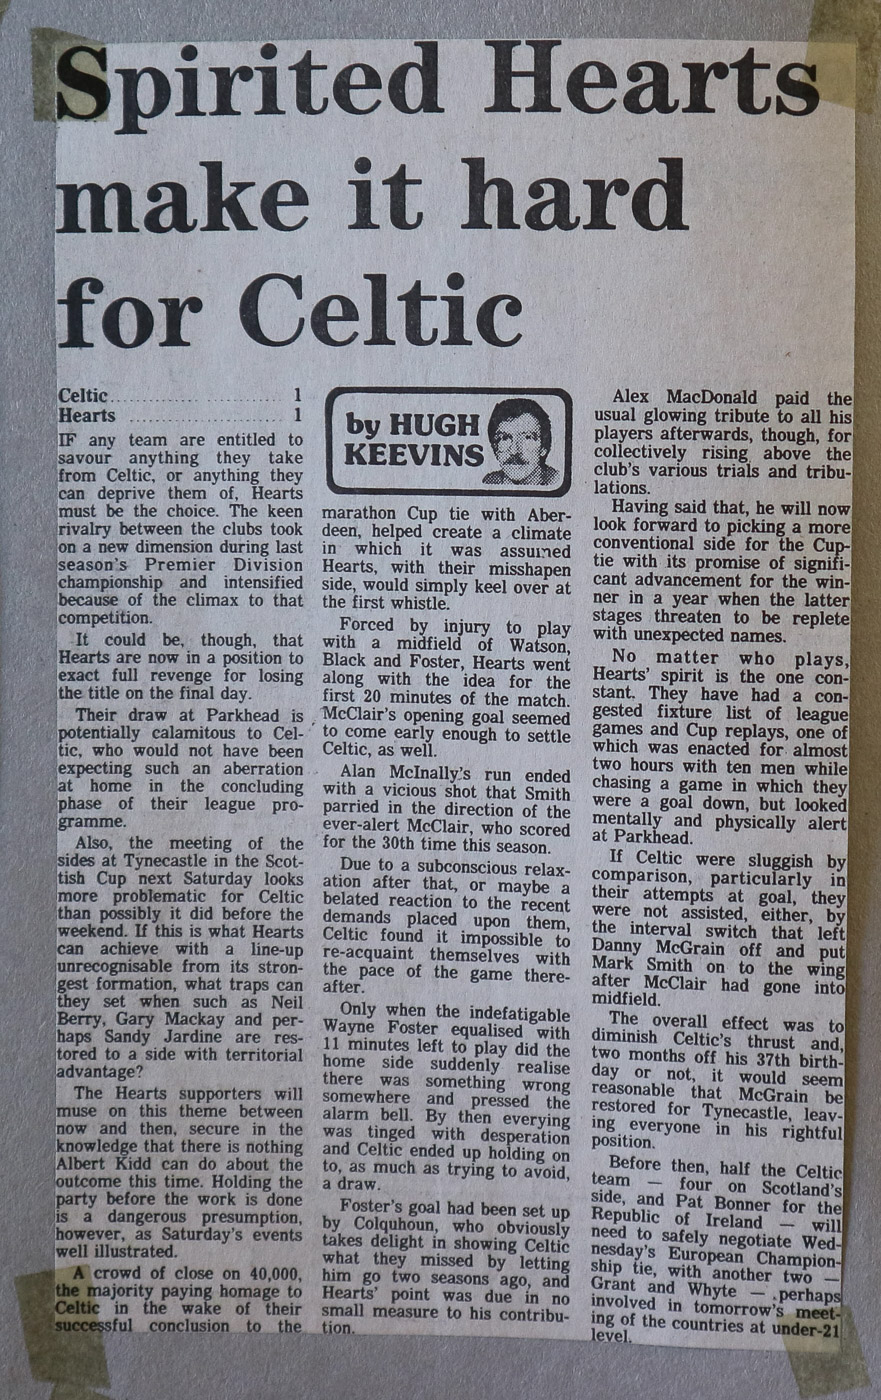 Spirited Hearts
make it hard
for Celtic
Celtic.............................. 1
Hearts ........................... 1
IF any team are entitled to
savour anything they take
from Celtic, or anything they
can deprive them of, Hearts
must be the choice. The keen
rivalry between the clubs took
on a new dimension during last
season's Premier Division
championship and intensified
because of the climax to that
competition.
It could be, though, that
Hearts are now in a position to
exact full revenge for losing
the title on the final day.
Their draw at Parkhead is
potentially calamitous to Cel-
tic, who would not have been
expecting such an aberration
at home in the concluding
phase of their league pro-
gramme.
Also, the meeting of the
sides at Tynecastle in the Scot-
tish Cup next Saturday looks
more problematic for Celtic
than possibly it did before the
weekend. If this is what Hearts
can achieve with a line-up
unrecognisable from its stron-
gest formation, what traps can
they set when such as Neil
Berry, Gary Mackay and per-
haps Sandy Jardine are res-
tored to a side with territorial
advantage?
The Hearts supporters will
muse on this theme between
now and then, secure in the
knowledge that there is nothing
Albert Kidd can do about the
outcome this time. Holding the
party before the work is done
is a dangerous presumption,
however, as Saturday's events
well illustrated.
A crowd of close on 40,000,
the majority paying homage to
Celtic in the wake of their
successful conclusion to the
by HUGH
KEEVINS
marathon Cup tie with Aber-
deen, helped create a climate
in which it was assumed
Hearts, with their misshapen
side, would simply keel over at
the first whistle.
Forced by injury to play
with a midfield of Watson,
Black and Foster, Hearts went
along with the idea for the
first 20 minutes of the match.
McClair's opening goal seemed
to come early enough to settle
Celtic, as well.
Alan McInally's run ended
with a vicious shot that Smith
parried in the direction of the
ever-alert McClair, who scored
for the 30th time this season.
Due to a subconscious relax-
ation after that, or maybe a
belated reaction to the recent
demands placed upon them,
Celtic found it impossible to
re-acquaint themselves with
the pace of the game there-
after.
Only when the indefatigable
Wayne Foster equalised with
11 minutes left to play did the
home side suddenly realise
there was something wrong
somewhere and pressed the
alarm bell. By then everying
was tinged with desperation
and Celtic ended up holding on
to, as much as trying to avoid,
a draw.
Foster's goal had been set up
by Colquhoun, who obviously
takes delight in showing Celtic
what they missed by letting
him go two seasons ago, and
Hearts' point was due in no
small measure to his contribu-
tion.
Alex MacDonald paid the
usual glowing tribute to all his
players afterwards, though, for
collectively rising above the
club's various trials and tribu-
lations.
Having said that, he will now
look forward to picking a more
conventional side for the Cup-
tie with its promise of signifi-
cant advancement for the win-
ner in a year when the latter
stages threaten to be replete
with unexpected names.
No matter who plays,
Hearts' spirit is the one con-
stant. They have had a con-
gested fixture list of league
games and Cup replays, one of
which was enacted for almost
two hours with ten men while
chasing a game in which they
were a goal down, but looked
mentally and physically alert
at Parkhead.
If Celtic were sluggish by
comparison, particularly in
their attempts at goal, they
were not assisted, either, by
the interval switch that left
Danny McGrain off and put
Mark Smith on to the wing
after McClair had gone into
midfield.
The overall effect was to
diminish Celtic's thrust and,
two months off his 37th birth-
day or not, it would seem
reasonable that McGrain be
restored for Tynecastle, leav-
ing everyone in his rightful
position.
Before then, half the Celtic
team — four on Scotland's
side, and Pat Bonner for the
Republic of Ireland — will
need to safely negotiate Wed-
nesday's European Champion-
ship tie, with another two —
Grant and Whyte — perhaps
involved in tomorrow's meet-
ing of the countries at under-21
level.